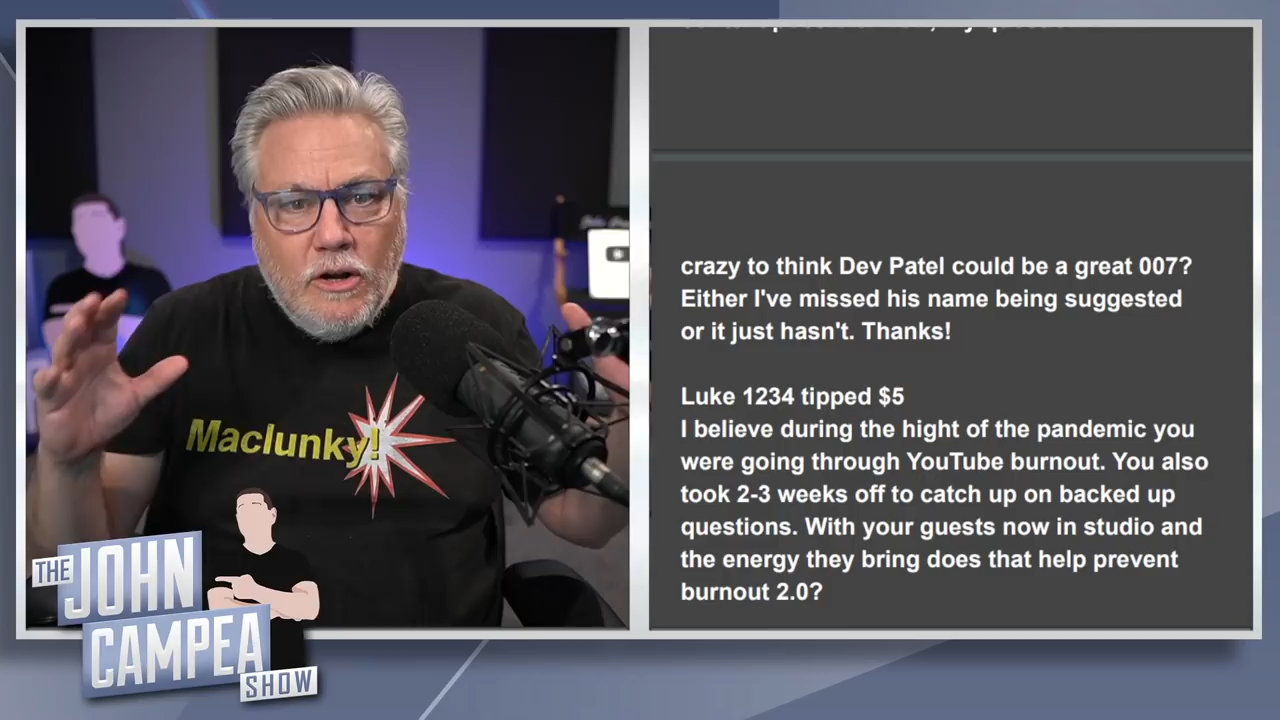 crazy to think Dev Patel could be a great 007?
Either I've missed his name being suggested
or it just hasn't. Thanks!
Luke 1234 tipped $5
I believe during the hight of the pandemic you
were going through YouTube burnout. You also
took 2-3 weeks off to catch up on backed up
questions. With your guests now in studio and
the energy they bring does that help prevent
burnout 2.0?
Maclunky!
THE
JOHN
CAMPEA
SHOW